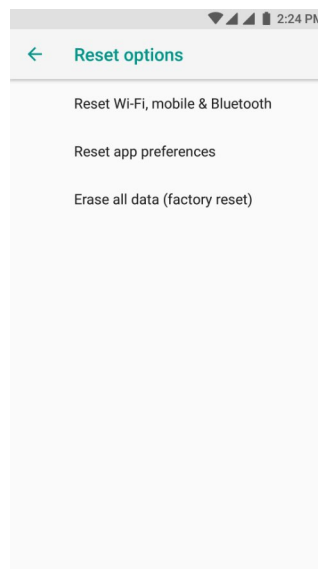 2:24 PM
Reset options
Reset Wi-Fi, mobile & Bluetooth
Reset app preferences
Erase all data (factory reset)